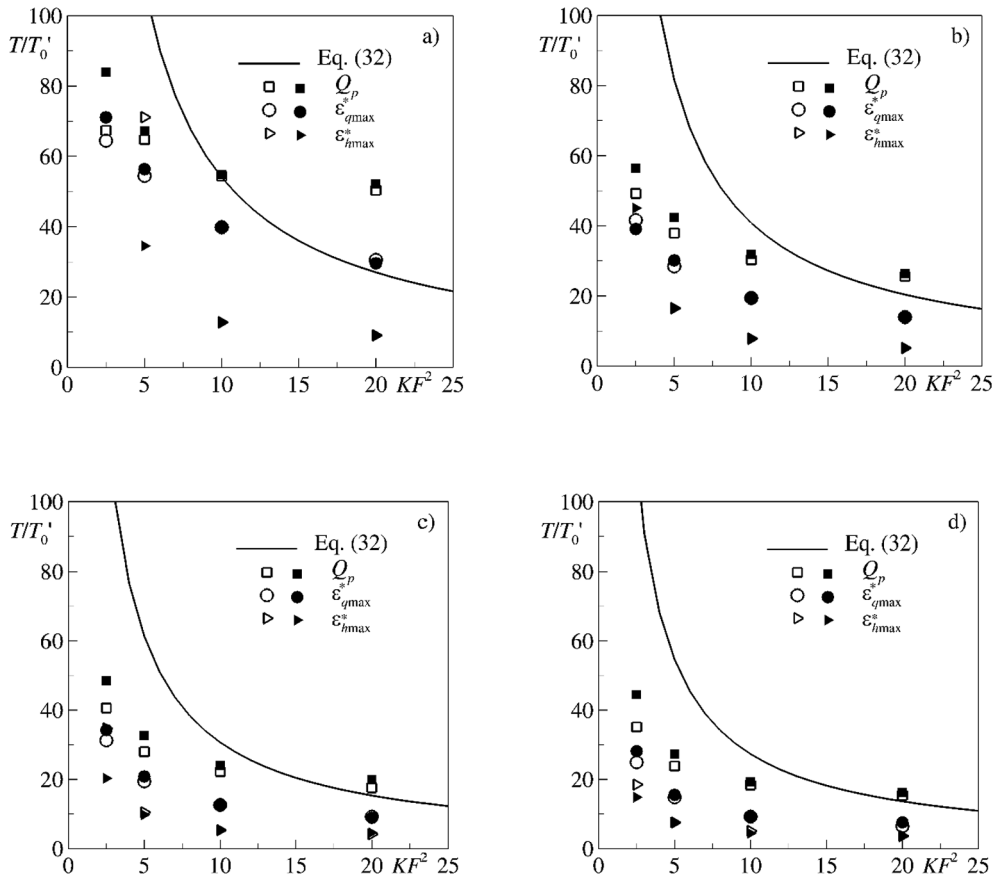 100 a)
T/T₀'
Eq. (32)
80
Qₚ
ε*qmax
60
ε*hmax
40
20
0
0 5 10 15 20 KF² 25
100 b)
T/T₀'
Eq. (32)
80
Qₚ
ε*qmax
60
ε*hmax
40
20
0
0 5 10 15 20 KF² 25
100 c)
T/T₀'
Eq. (32)
80
Qₚ
ε*qmax
60
ε*hmax
40
20
0
0 5 10 15 20 KF² 25
100 d)
T/T₀'
Eq. (32)
80
Qₚ
ε*qmax
60
ε*hmax
40
20
0
0 5 10 15 20 KF² 25